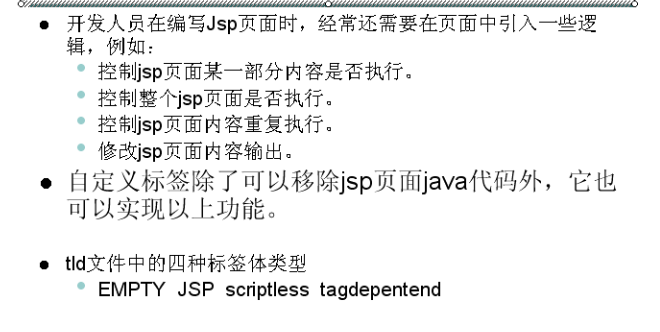 开发人员在编写Jsp页面时，经常还需要在页面中引入一些逻
辑，例如：
控制jsp页面某一部分内容是否执行。
控制整个jsp页面是否执行。
控制jsp页面内容重复执行。
修改jsp页面内容输出。
自定义标签除了可以移除jsp页面java代码外，它也
可以实现以上功能。
tld文件中的四种标签体类型
EMPTY JSP scriptless tagdepentend